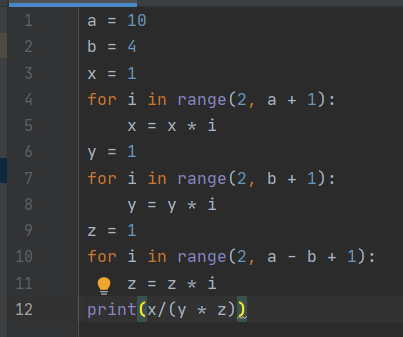 1 a = 10
2 b = 4
3 x = 1
4 for i in range(2, a + 1):
5     x = x * i
6 y = 1
7 for i in range(2, b + 1):
8     y = y * i
9 z = 1
10 for i in range(2, a - b + 1):
11     z = z * i
12 print(x/(y * z))